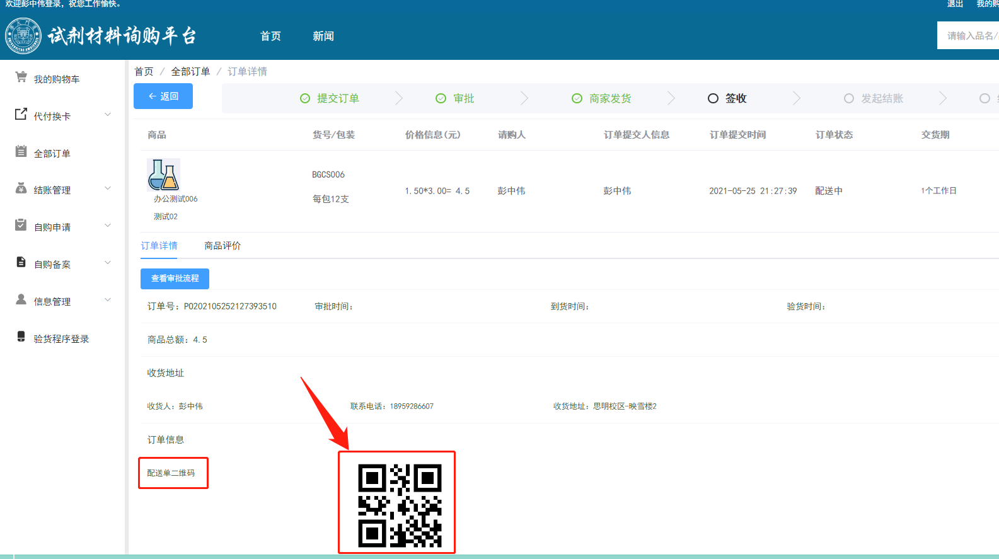 欢迎彭中伟登录，祝您工作愉快。
退出 我的购
试剂材料询购平台
首页 新闻
请输入品名/
我的购物车
代付换卡
全部订单
结账管理
自购申请
自购备案
信息管理
验货程序登录
首页 / 全部订单 / 订单详情
← 返回
提交订单 审批 商家发货 签收 发起结账
商品 货号/包装 价格信息(元) 请购人 订单提交人信息 订单提交时间 订单状态 交货期
BGCS006
每包12支
1.50*3.00= 4.5 彭中伟 彭中伟 2021-05-25 21:27:39 配送中 1个工作日
办公测试006
测试02
订单详情 商品评价
查看审批流程
订单号：P0202105252127393510 审批时间： 到货时间： 验货时间：
商品总额：4.5
收货地址
收货人：彭中伟 联系电话：18959286607 收货地址：思明校区-映雪楼2
订单信息
配送单二维码